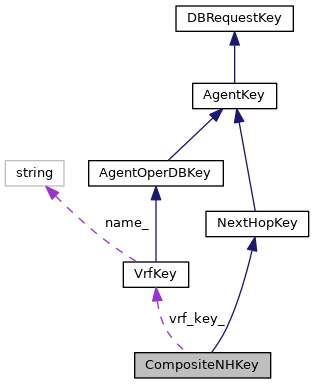 DBRequestKey
AgentKey
string
AgentOperDBKey
name_
NextHopKey
VrfKey
vrf_key_
CompositeNHKey